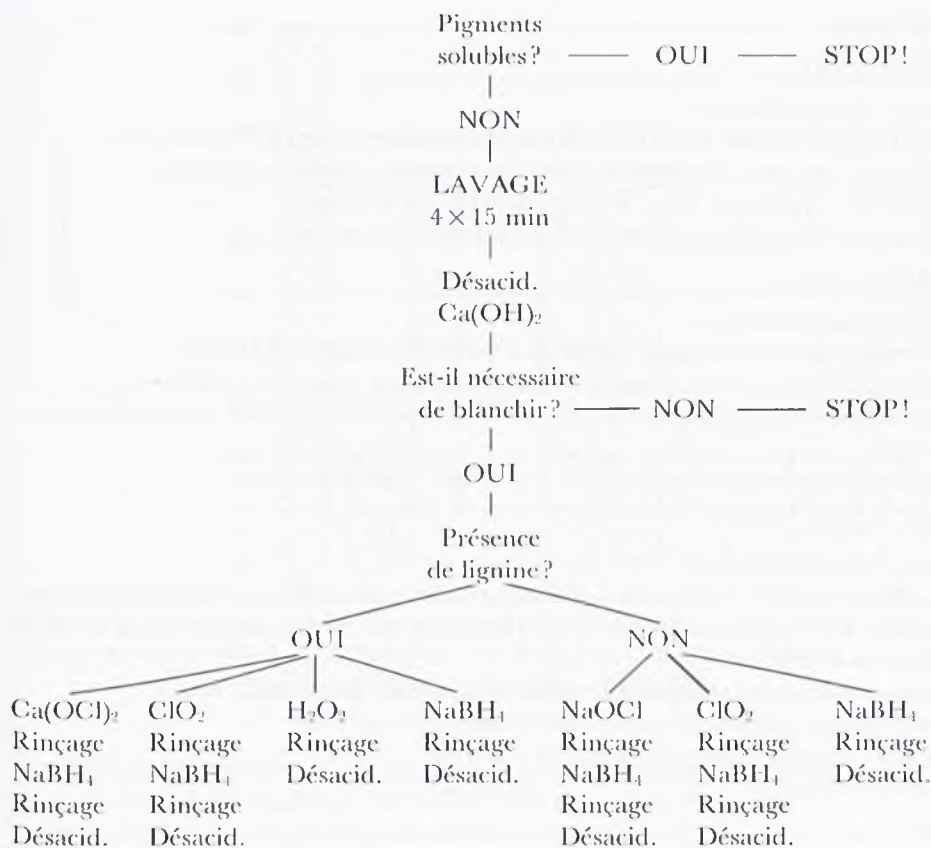 Pigments
solubles? OUI STOP!
NON
LAVAGE
4 × 15 min
Désacid.
Ca(OH)₂
Est-il nécessaire
de blanchir? NON STOP!
OUI
Présence
de lignine?
OUI NON
Ca(OCl)₂ ClO₂ H₂O₂ NaBH₄ NaOCl ClO₂ NaBH₄
Rinçage Rinçage Rinçage Rinçage Rinçage Rinçage Rinçage
NaBH₄ NaBH₄ Désacid. Désacid. NaBH₄ NaBH₄ Désacid.
Rinçage Rinçage Rinçage Rinçage
Désacid. Désacid. Désacid. Désacid.